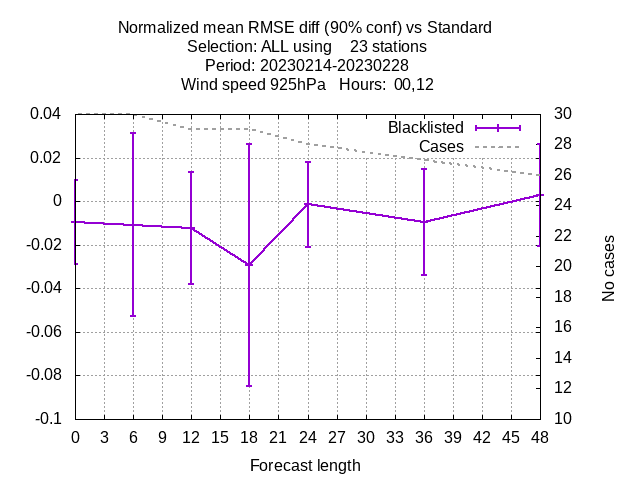 Normalized mean RMSE diff (90% conf) vs Standard
Selection: ALL using    23 stations
Period: 20230214-20230228
Wind speed 925hPa   Hours:  00,12
Blacklisted
Cases
0.04
0.02
0
-0.02
-0.04
-0.06
-0.08
-0.1
30
28
26
24
22
20
18
16
14
12
10
No cases
0 3 6 9 12 15 18 21 24 27 30 33 36 39 42 45 48
Forecast length